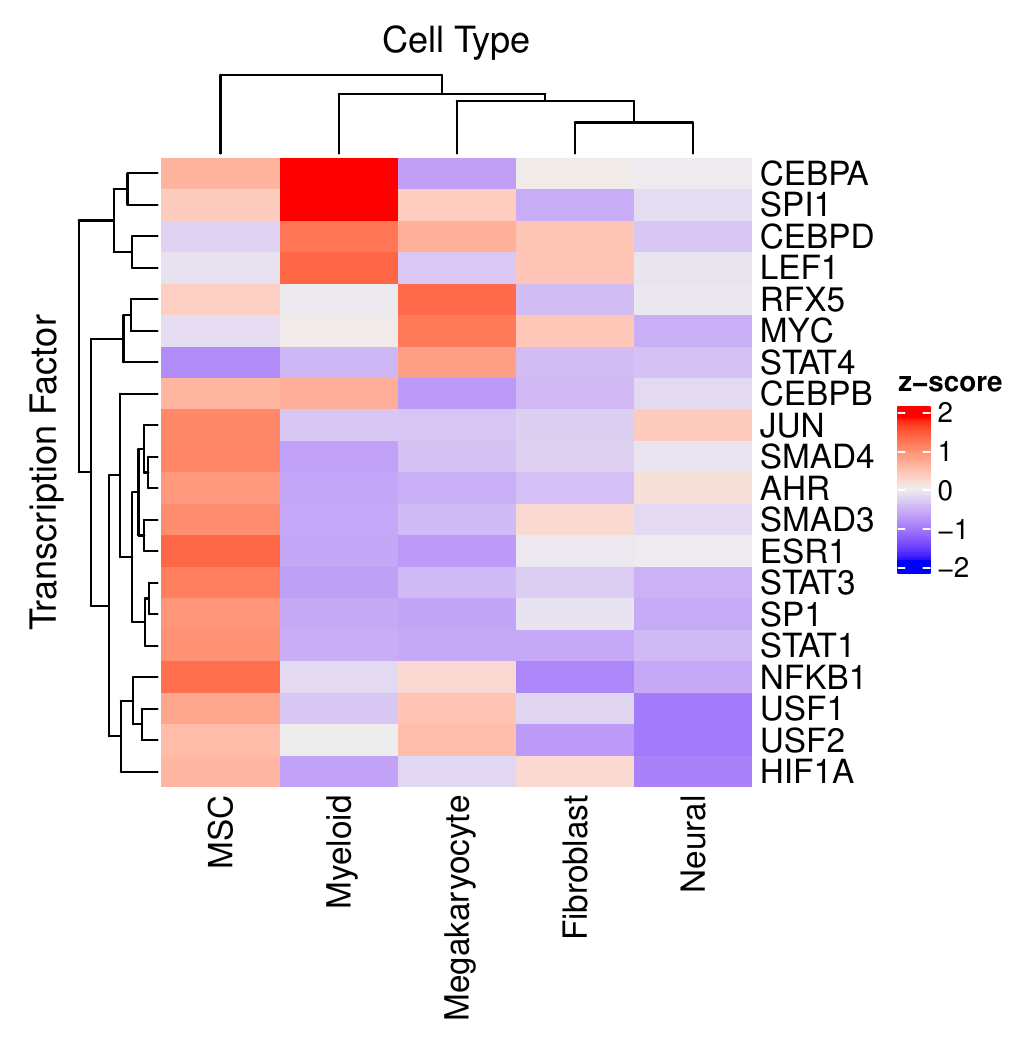 Cell Type
Transcription Factor
CEBPA
SPI1
CEBPD
LEF1
RFX5
MYC
STAT4
CEBPB
JUN
SMAD4
AHR
SMAD3
ESR1
STAT3
SP1
STAT1
NFKB1
USF1
USF2
HIF1A
z−score
2
1
0
−1
−2
MSC
Myeloid
Megakaryocyte
Fibroblast
Neural